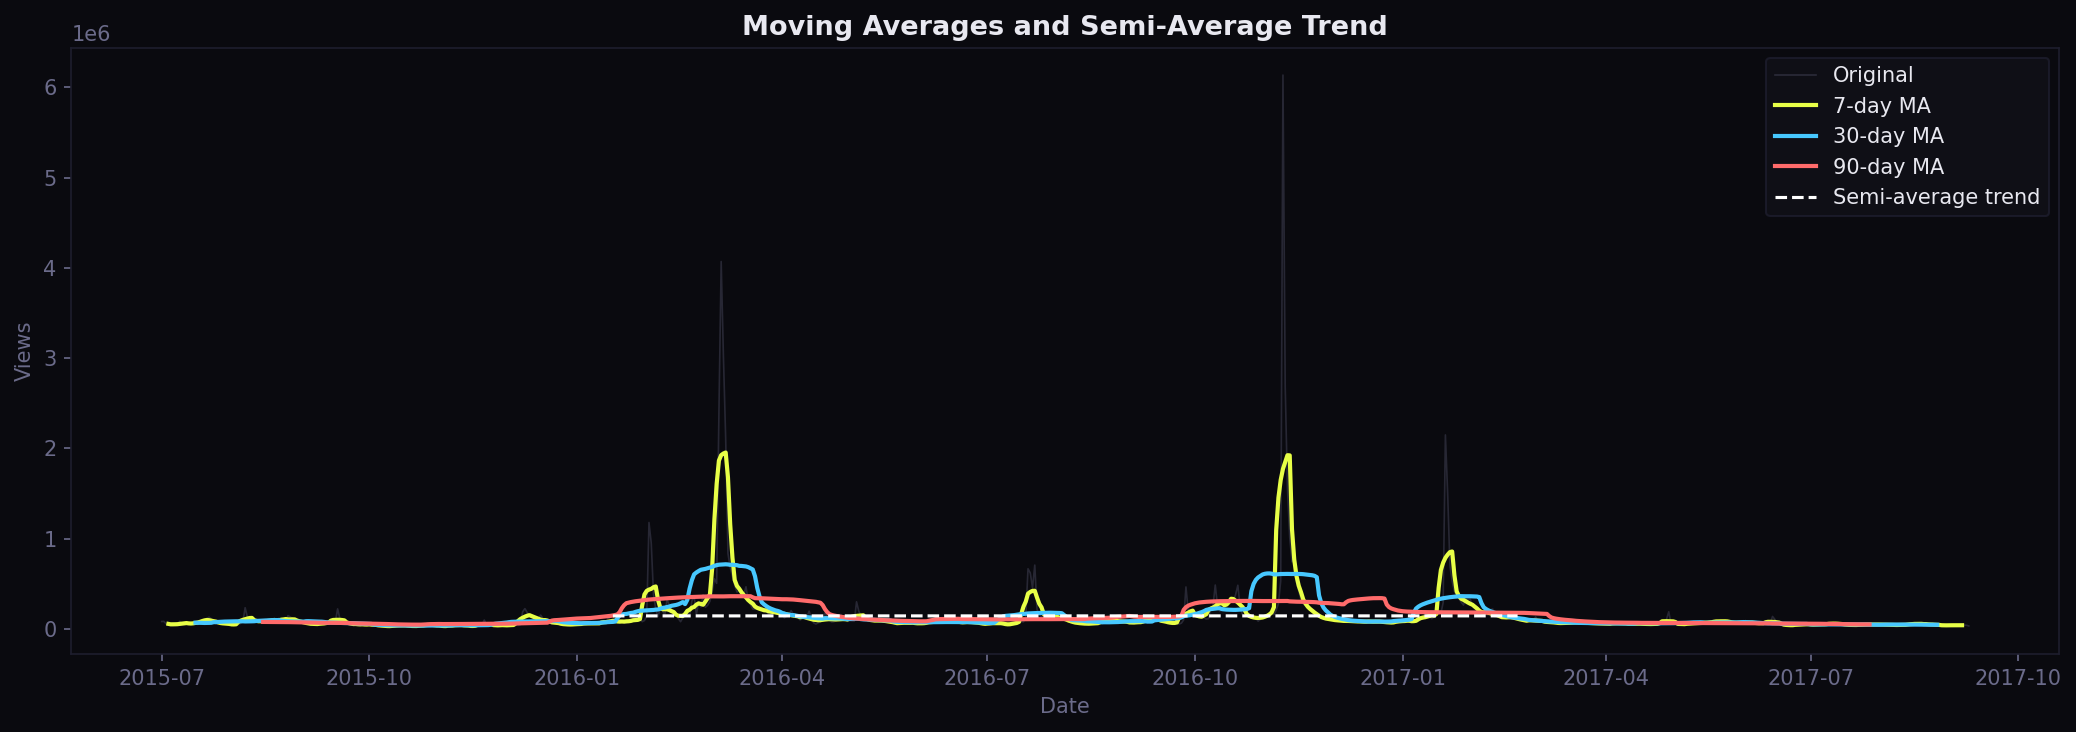 Moving Averages and Semi-Average Trend
1e6
6
5
4
3
2
1
0
Views
Original
7-day MA
30-day MA
90-day MA
Semi-average trend
2015-07
2015-10
2016-01
2016-04
2016-07
2016-10
2017-01
2017-04
2017-07
2017-10
Date